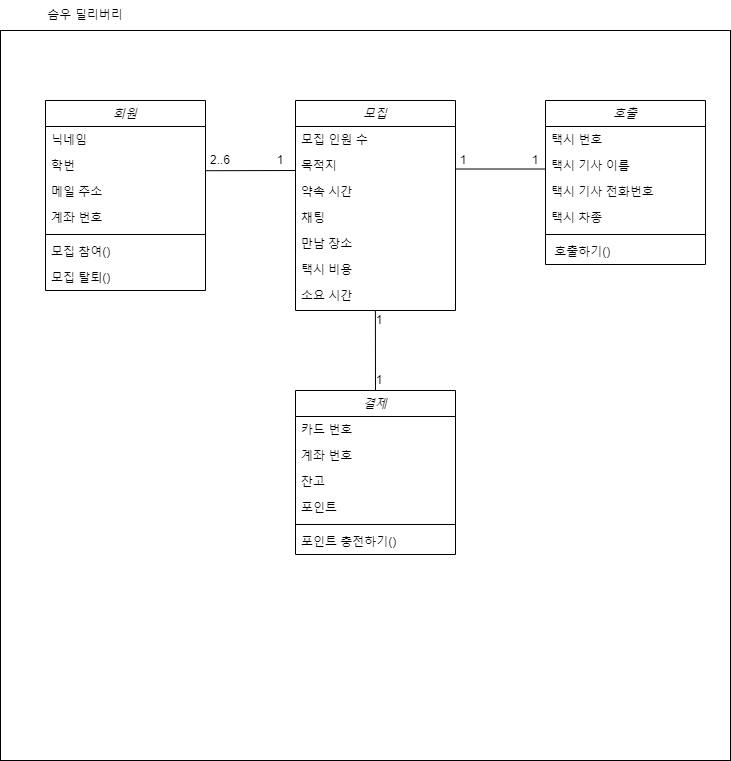 슴우 딜리버리
회원
닉네임
학번
메일 주소
계좌 번호
모집 참여()
모집 탈퇴()
2..6
1
모집
모집 인원 수
목적지
약속 시간
채팅
만남 장소
택시 비용
소요 시간
1
1
호출
택시 번호
택시 기사 이름
택시 기사 전화번호
택시 차종
호출하기()
1
1
결제
카드 번호
계좌 번호
잔고
포인트
포인트 충전하기()